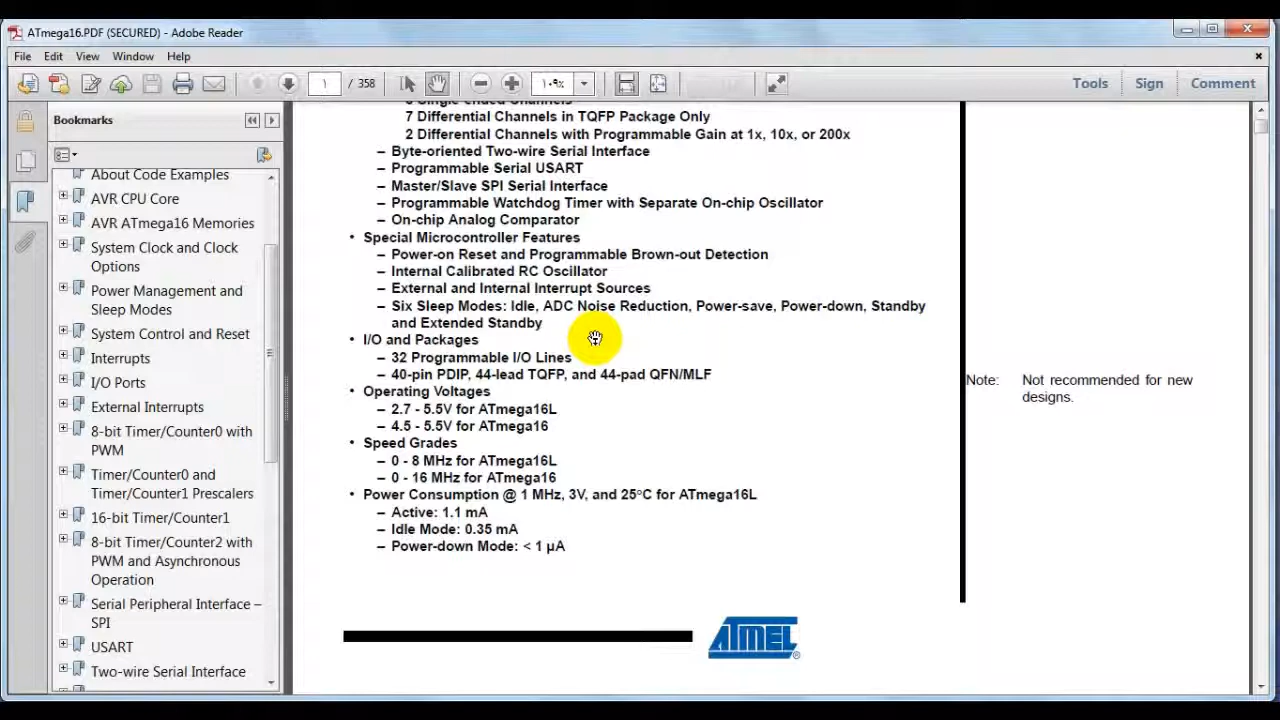 ATmega16.PDF (SECURED) - Adobe Reader
File Edit View Window Help
١ / 358
١٠٩%
Tools Sign Comment
Bookmarks
About Code Examples
AVR CPU Core
AVR ATmega16 Memories
System Clock and Clock
Options
Power Management and
Sleep Modes
System Control and Reset
Interrupts
I/O Ports
External Interrupts
8-bit Timer/Counter0 with
PWM
Timer/Counter0 and
Timer/Counter1 Prescalers
16-bit Timer/Counter1
8-bit Timer/Counter2 with
PWM and Asynchronous
Operation
Serial Peripheral Interface –
SPI
USART
Two-wire Serial Interface
8 Single-ended Channels
7 Differential Channels in TQFP Package Only
2 Differential Channels with Programmable Gain at 1x, 10x, or 200x
– Byte-oriented Two-wire Serial Interface
– Programmable Serial USART
– Master/Slave SPI Serial Interface
– Programmable Watchdog Timer with Separate On-chip Oscillator
– On-chip Analog Comparator
• Special Microcontroller Features
– Power-on Reset and Programmable Brown-out Detection
– Internal Calibrated RC Oscillator
– External and Internal Interrupt Sources
– Six Sleep Modes: Idle, ADC Noise Reduction, Power-save, Power-down, Standby
and Extended Standby
• I/O and Packages
– 32 Programmable I/O Lines
– 40-pin PDIP, 44-lead TQFP, and 44-pad QFN/MLF
• Operating Voltages
– 2.7 - 5.5V for ATmega16L
– 4.5 - 5.5V for ATmega16
• Speed Grades
– 0 - 8 MHz for ATmega16L
– 0 - 16 MHz for ATmega16
• Power Consumption @ 1 MHz, 3V, and 25°C for ATmega16L
– Active: 1.1 mA
– Idle Mode: 0.35 mA
– Power-down Mode: < 1 µA
Note: Not recommended for new
designs.
ATMEL®